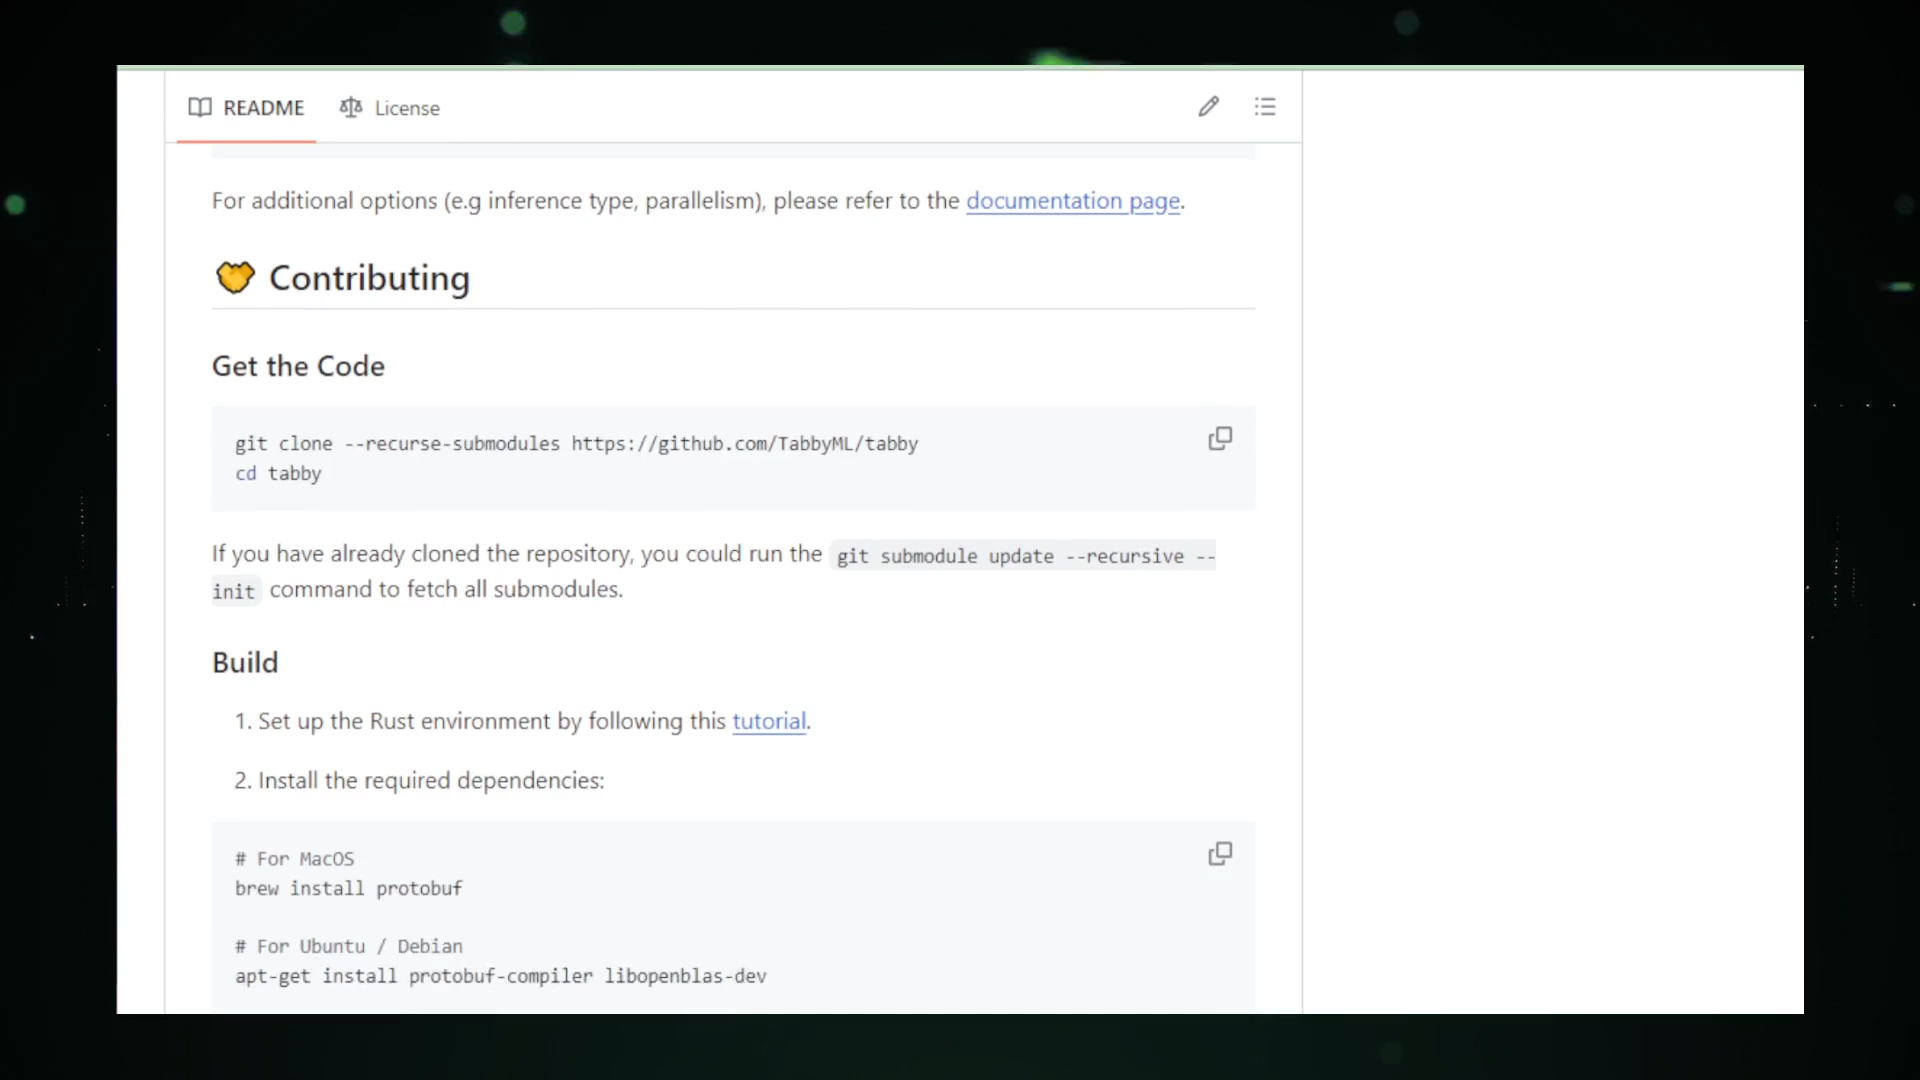 README License
For additional options (e.g inference type, parallelism), please refer to the documentation page.
Contributing
Get the Code
git clone --recurse-submodules https://github.com/TabbyML/tabby
cd tabby
If you have already cloned the repository, you could run the git submodule update --recursive --
init command to fetch all submodules.
Build
1. Set up the Rust environment by following this tutorial.
2. Install the required dependencies:
# For MacOS
brew install protobuf
# For Ubuntu / Debian
apt-get install protobuf-compiler libopenblas-dev